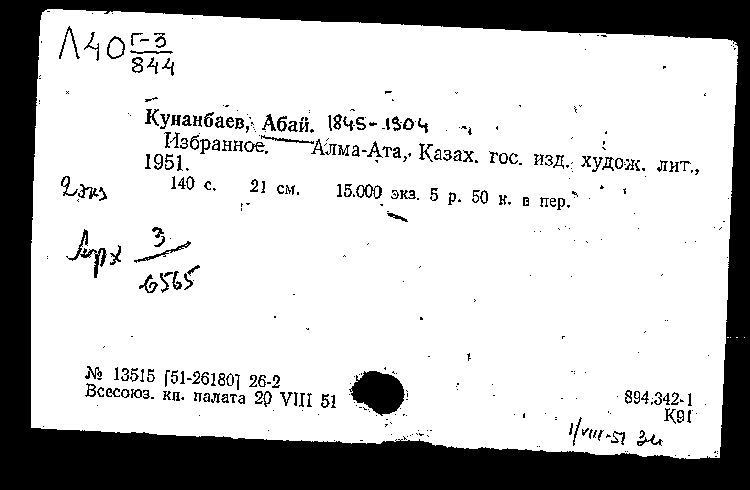 Л40 Г-3
844
Кунанбаев, Абай. 1845-1904
Избранное. Алма-Ата, Казах. гос. изд. худож. лит.,
1951.
2 экз 140 с. 21 см. 15.000 экз. 5 р. 50 к. в пер.
Арх 3
6565
№ 13515 [51-26180] 26-2
Всесоюз. кн. палата 20 VIII 51
894.342-1
К91
1/VIII-51